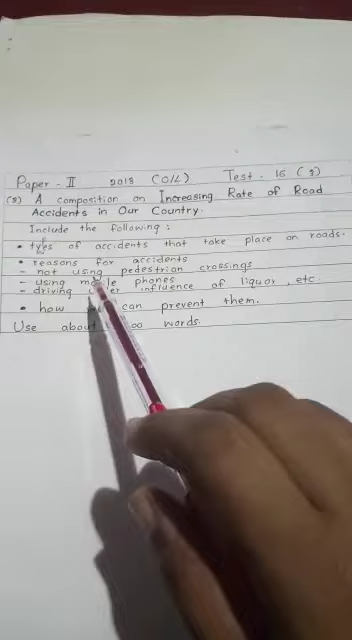 Paper - II 2018 (O/L) Test - 16 (3)
(3) A composition on Increasing Rate of Road
Accidents in Our Country.
Include the following :
• types of accidents that take place on roads.
• reasons for accidents
- not using pedestrian crossings
- using mobile phones
- driving under influence of liquor, etc.
• how can prevent them.
Use about words.